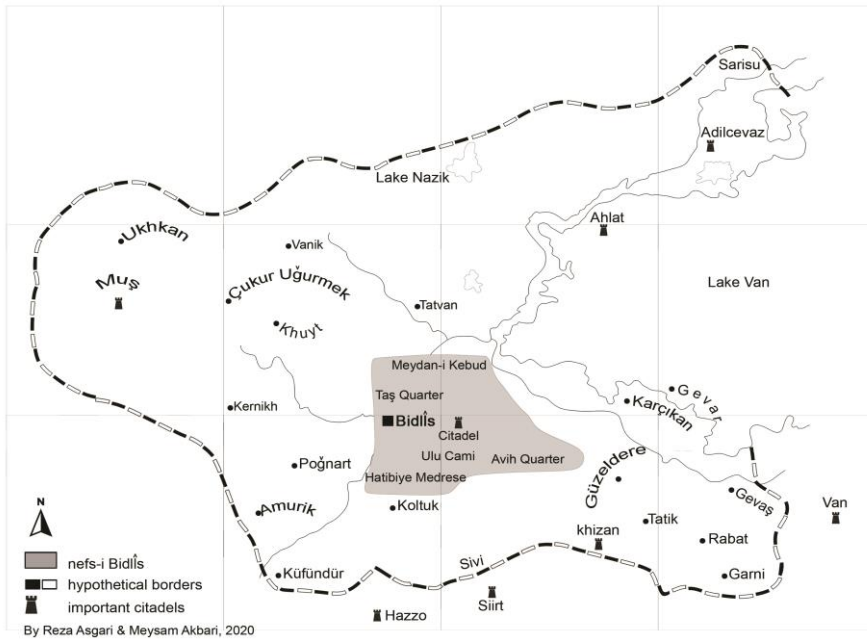 Sarisu
Adilcevaz
Lake Nazik
Ahlat
Ukhkan
Vanik
Muş
Çukur Uğurmek
Lake Van
Tatvan
Khuyt
Meydan-i Kebud
Gevar
Taş Quarter
Karçıkan
Kernikh
Bidlîs
Citadel
Ulu Cami
Avih Quarter
Poğnart
Hatibiye Medrese
Güzeldere
Gevaş
Amurik
Koltuk
Tatik
Van
khizan
Rabat
Sivi
Küfündür
Garni
Siirt
Hazzo
N
nefs-i Bidlîs
hypothetical borders
important citadels
By Reza Asgari & Meysam Akbari, 2020